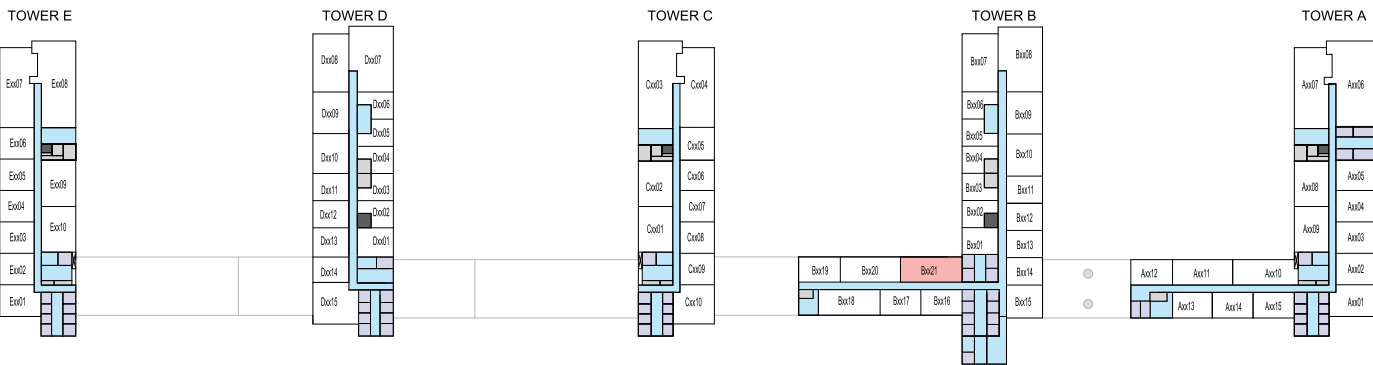 TOWER E
TOWER D
TOWER C
TOWER B
TOWER A
Exx07
Exx08
Exx06
Exx05
Exx09
Exx04
Exx03
Exx10
Exx02
Exx01
Dxx08
Dxx07
Dxx09
Dxx06
Dxx05
Dxx10
Dxx04
Dxx11
Dxx03
Dxx12
Dxx02
Dxx13
Dxx01
Dxx14
Dxx15
Cxx03
Cxx04
Cxx05
Cxx02
Cxx06
Cxx07
Cxx01
Cxx08
Cxx09
Cxx10
Bxx07
Bxx08
Bxx06
Bxx09
Bxx05
Bxx04
Bxx10
Bxx03
Bxx11
Bxx02
Bxx12
Bxx01
Bxx13
Bxx19
Bxx20
Bxx21
Bxx14
Bxx18
Bxx17
Bxx16
Bxx15
Axx07
Axx06
Axx08
Axx05
Axx04
Axx09
Axx03
Axx12
Axx11
Axx10
Axx02
Axx13
Axx14
Axx15
Axx01